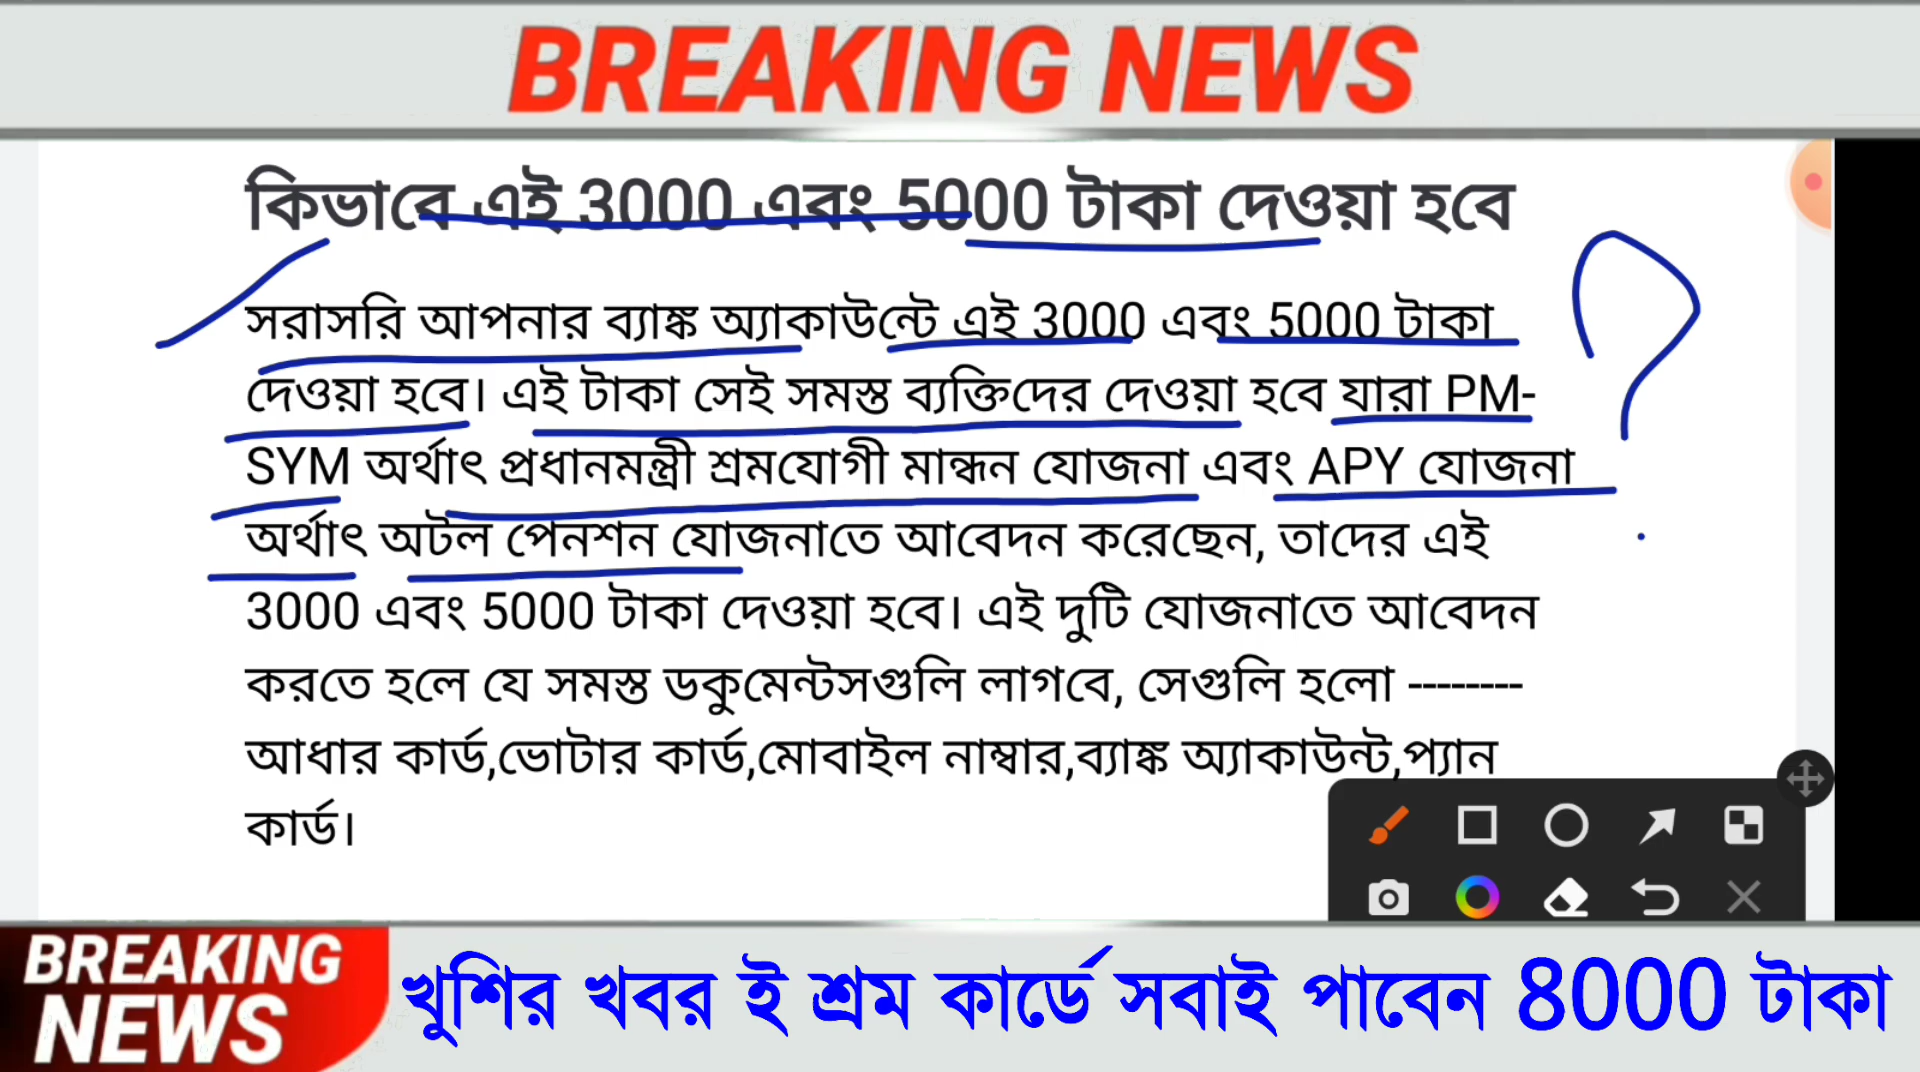 BREAKING NEWS
কিভাবে এই 3000 এবং 5000 টাকা দেওয়া হবে
সরাসরি আপনার ব্যাঙ্ক অ্যাকাউন্টে এই 3000 এবং 5000 টাকা
দেওয়া হবে। এই টাকা সেই সমস্ত ব্যক্তিদের দেওয়া হবে যারা PM-
SYM অর্থাৎ প্রধানমন্ত্রী শ্রমযোগী মান্ধন যোজনা এবং APY যোজনা
অর্থাৎ অটল পেনশন যোজনাতে আবেদন করেছেন, তাদের এই
3000 এবং 5000 টাকা দেওয়া হবে। এই দুটি যোজনাতে আবেদন
করতে হলে যে সমস্ত ডকুমেন্টসগুলি লাগবে, সেগুলি হলো --------
আধার কার্ড,ভোটার কার্ড,মোবাইল নাম্বার,ব্যাঙ্ক অ্যাকাউন্ট,প্যান
কার্ড।
BREAKING
NEWS
খুশির খবর ই শ্রম কার্ডে সবাই পাবেন 8000 টাকা